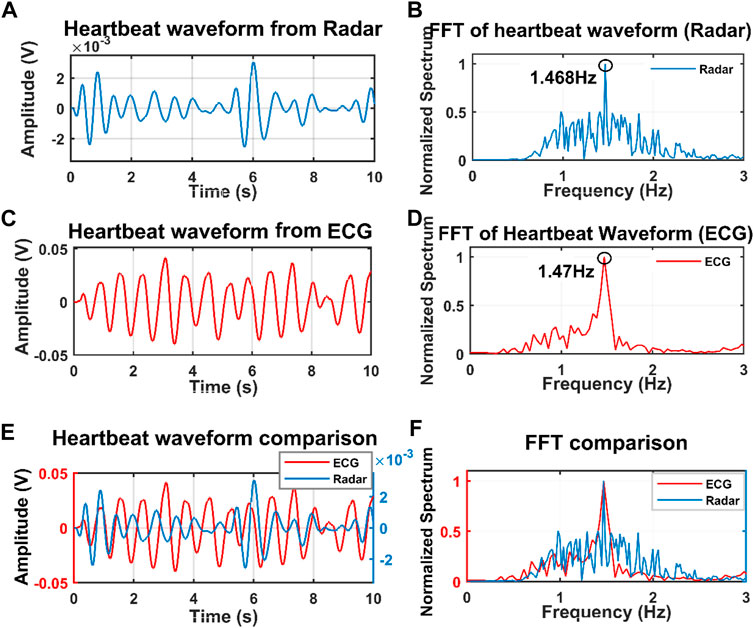 A
Heartbeat waveform from Radar
×10⁻³
Amplitude (V)
2
0
-2
0 2 4 6 8 10
Time (s)
B
FFT of heartbeat waveform (Radar)
Normalized Spectrum
1
0.5
0
1.468Hz
Radar
0 1 2 3
Frequency (Hz)
C
Heartbeat waveform from ECG
Amplitude (V)
0.05
0
-0.05
0 2 4 6 8 10
Time (s)
D
FFT of Heartbeat Waveform (ECG)
Normalized Spectrum
1
0.5
0
1.47Hz
ECG
0 1 2 3
Frequency (Hz)
E
Heartbeat waveform comparison
ECG
Radar
×10⁻³
Amplitude (V)
0.05
0
-0.05
2
0
-2
0 2 4 6 8 10
Time (s)
F
FFT comparison
Normalized Spectrum
1
0.5
0
ECG
Radar
0 1 2 3
Frequency (Hz)